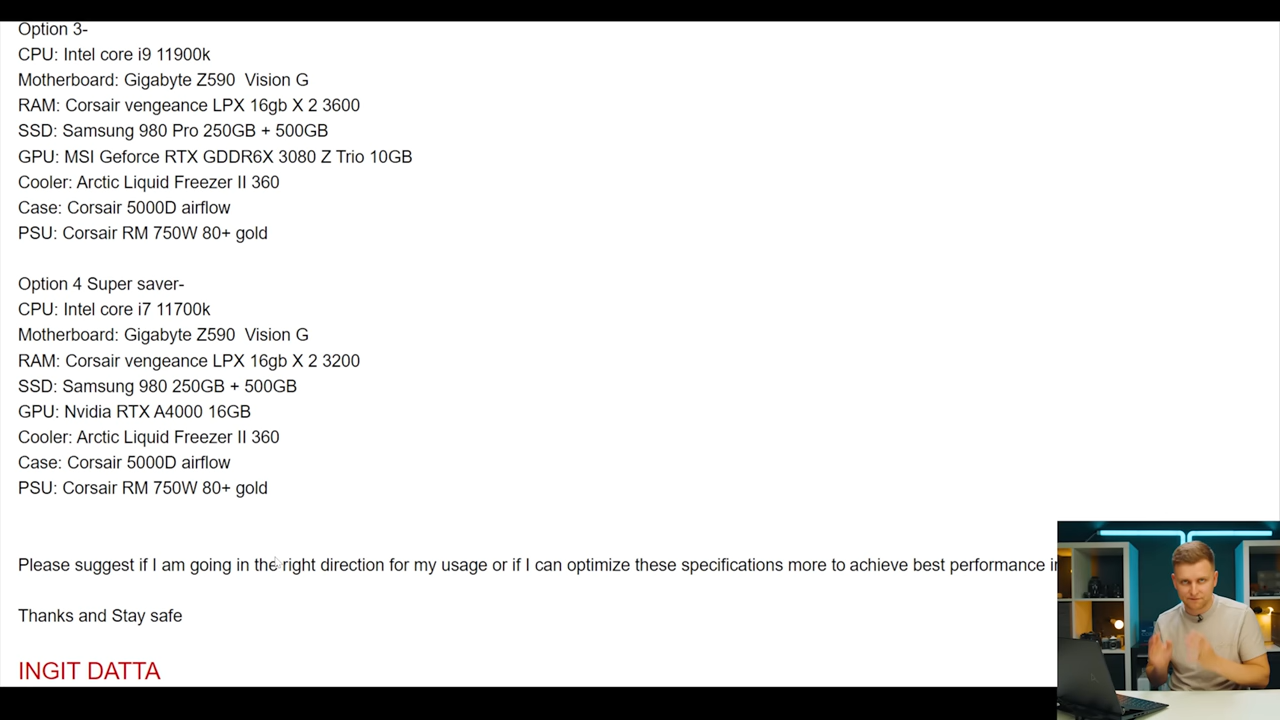 Option 3-
CPU: Intel core i9 11900k
Motherboard: Gigabyte Z590  Vision G
RAM: Corsair vengeance LPX 16gb X 2 3600
SSD: Samsung 980 Pro 250GB + 500GB
GPU: MSI Geforce RTX GDDR6X 3080 Z Trio 10GB
Cooler: Arctic Liquid Freezer II 360
Case: Corsair 5000D airflow
PSU: Corsair RM 750W 80+ gold
Option 4 Super saver-
CPU: Intel core i7 11700k
Motherboard: Gigabyte Z590  Vision G
RAM: Corsair vengeance LPX 16gb X 2 3200
SSD: Samsung 980 250GB + 500GB
GPU: Nvidia RTX A4000 16GB
Cooler: Arctic Liquid Freezer II 360
Case: Corsair 5000D airflow
PSU: Corsair RM 750W 80+ gold
Please suggest if I am going in the right direction for my usage or if I can optimize these specifications more to achieve best performance
Thanks and Stay safe
INGIT DATTA